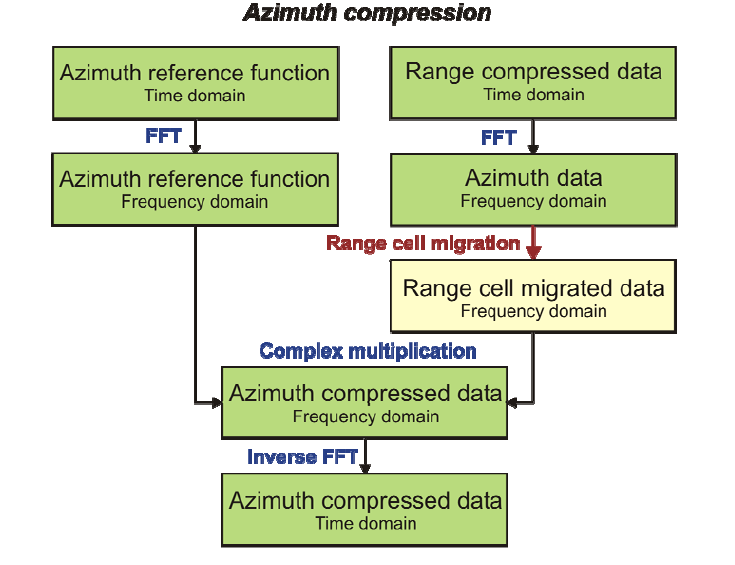 Azimuth compression
Azimuth reference function
Time domain
Range compressed data
Time domain
FFT
FFT
Azimuth reference function
Frequency domain
Azimuth data
Frequency domain
Range cell migration
Range cell migrated data
Frequency domain
Complex multiplication
Azimuth compressed data
Frequency domain
Inverse FFT
Azimuth compressed data
Time domain